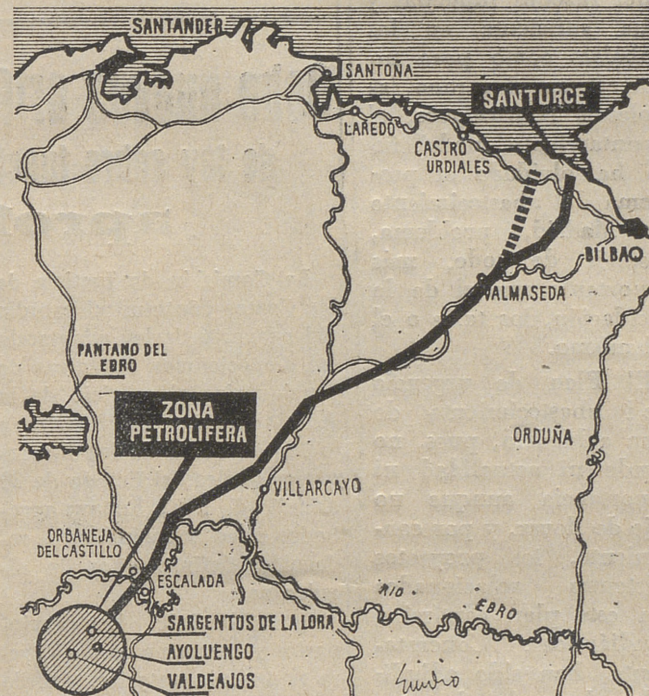 SANTANDER
SANTOÑA
SANTURCE
LAREDO
CASTRO
URDIALES
BILBAO
VALMASEDA
PANTANO DEL
EBRO
ZONA
PETROLIFERA
ORDUÑA
VILLARCAYO
ORBANEJA
DEL CASTILLO
ESCALADA
RIO EBRO
SARGENTOS DE LA LORA
AYOLUENGO
VALDEAJOS